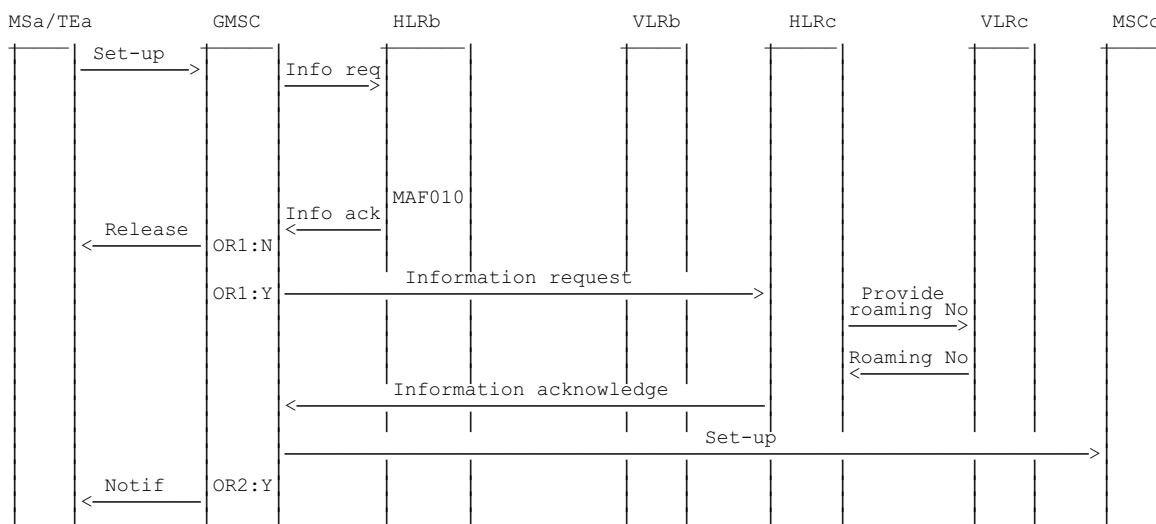 MSa/TEa GMSC HLRb VLRb HLRc VLRc MSCc
Set-up
Info req
MAF010
Info ack
Release
OR1:N
Information request
OR1:Y
Provide
roaming No
Roaming No
Information acknowledge
Set-up
Notif OR2:Y